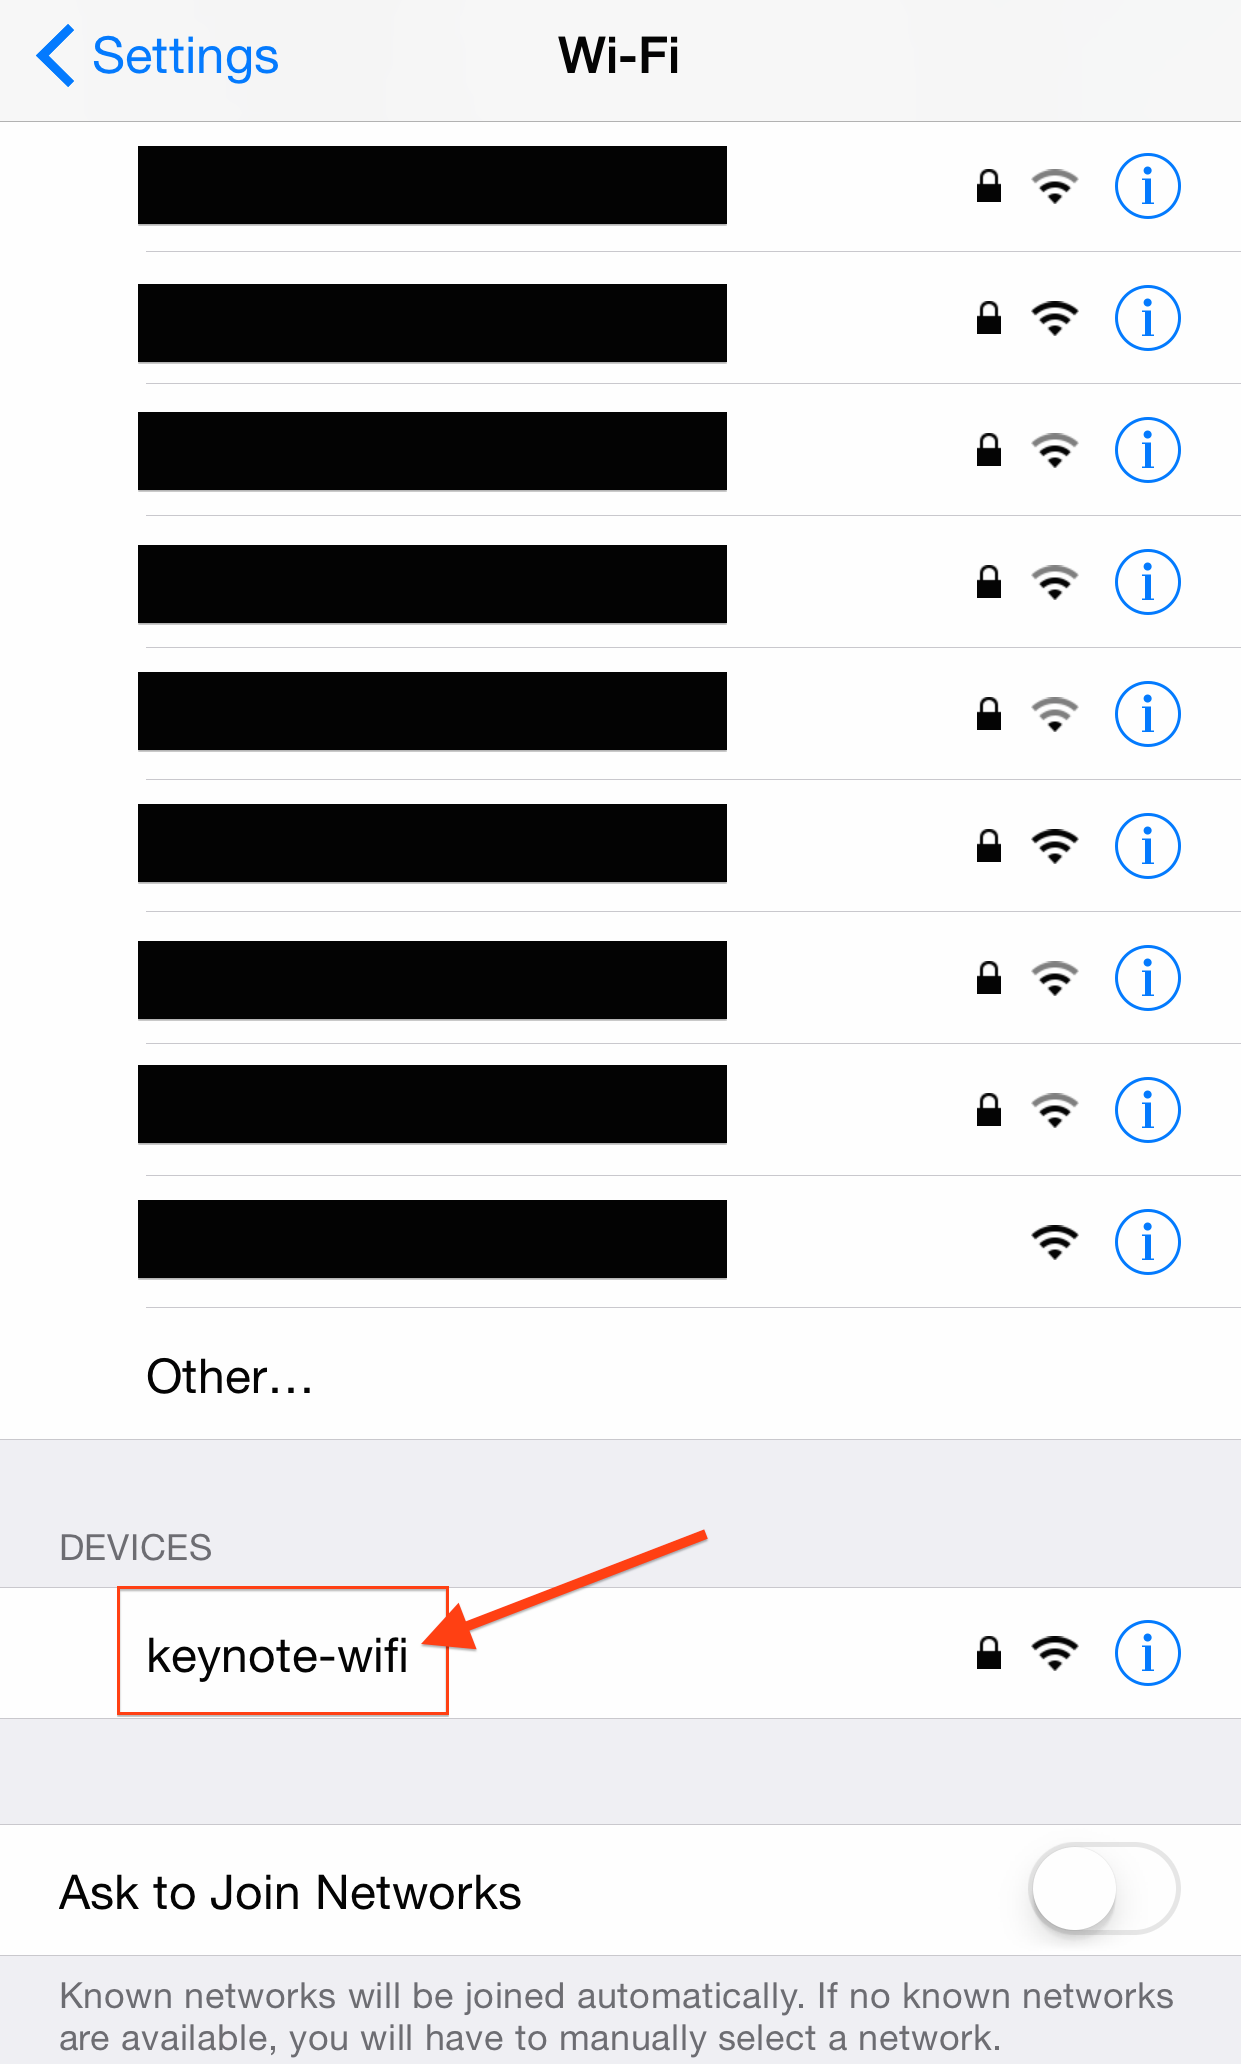 Settings
Wi-Fi
Other...
DEVICES
keynote-wifi
Ask to Join Networks
Known networks will be joined automatically. If no known networks
are available, you will have to manually select a network.